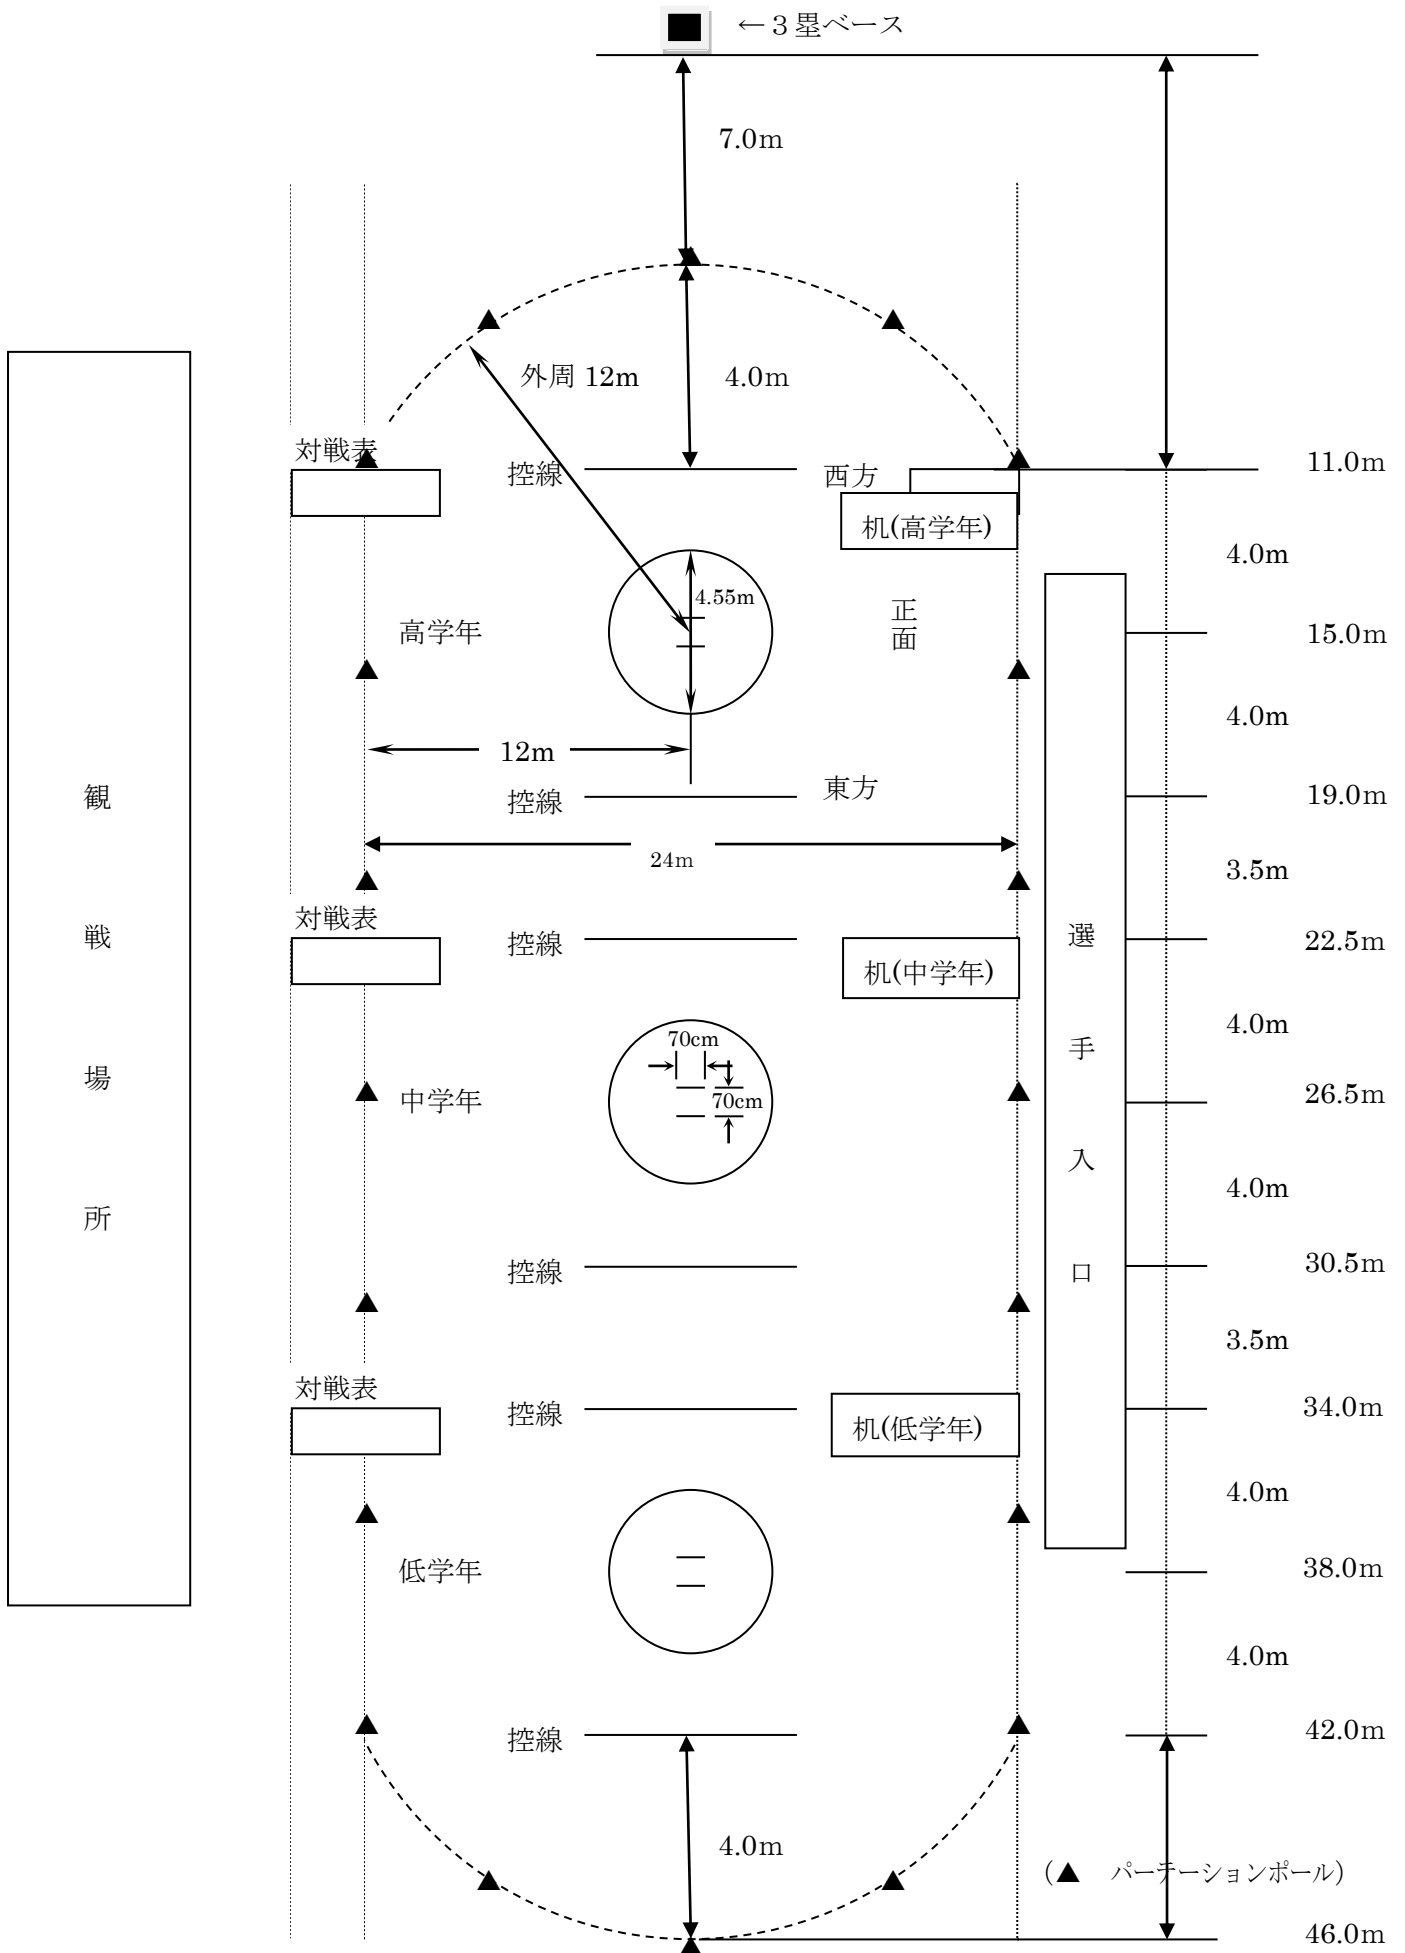 ←３塁ベース
7.0m
外周 12m
4.0m
対戦表
控線
西方
11.0m
机(高学年)
4.0m
4.55m
正面
高学年
15.0m
4.0m
12m
東方
控線
19.0m
24m
3.5m
対戦表
控線
机(中学年)
22.5m
4.0m
70cm
70cm
中学年
26.5m
4.0m
控線
30.5m
3.5m
対戦表
控線
机(低学年)
34.0m
4.0m
低学年
38.0m
4.0m
控線
42.0m
4.0m
(▲　パーテーションポール)
46.0m
観戦場所
選手入口